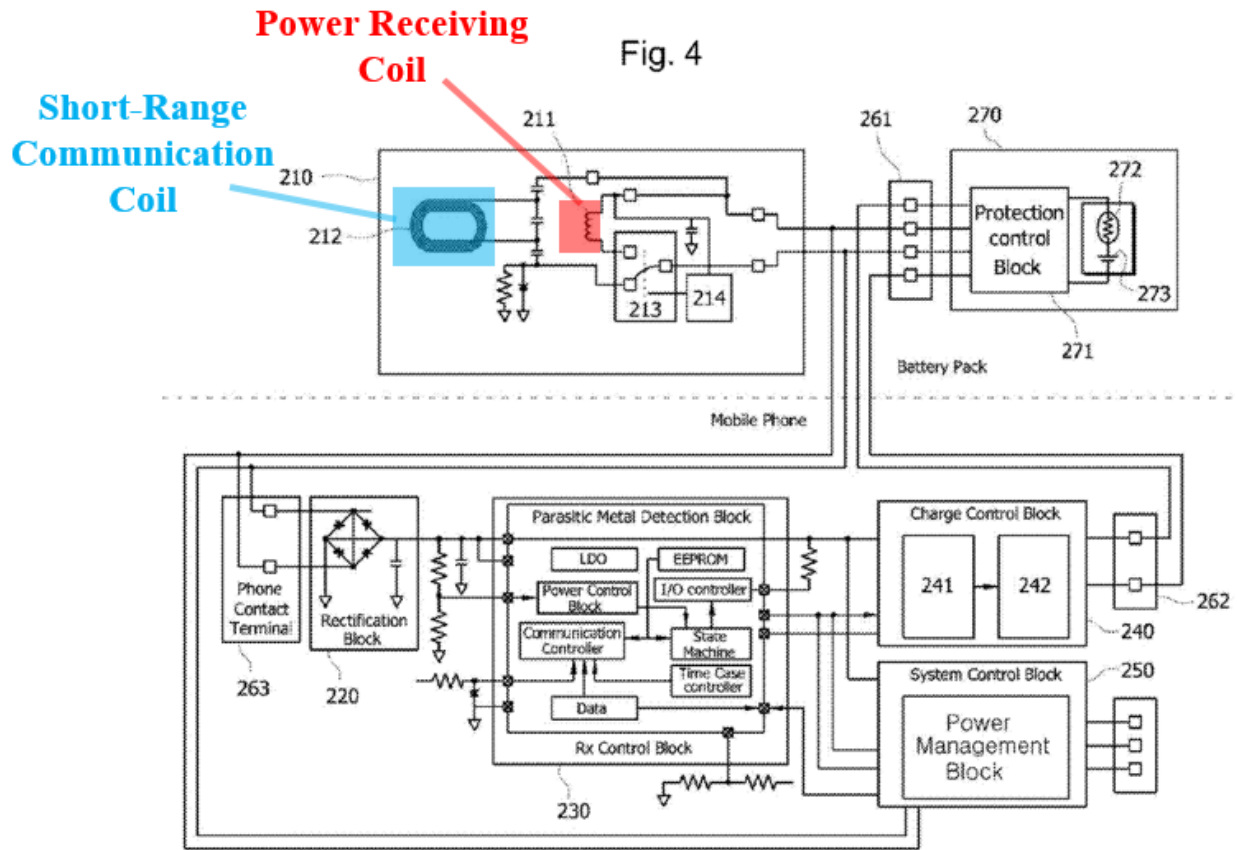 Power Receiving
Coil
Fig. 4
Short-Range
Communication
Coil
211
261
270
210
272
212
Protection
control
Block
213
214
273
271
Battery Pack
Mobile Phone
Parasitic Metal Detection Block
Charge Control Block
LDO
EEPROM
I/O controller
241
242
Power Control
Block
Phone
Contact
Terminal
Rectification
Block
262
Communication
Controller
State
Machine
240
263
220
Time Case
controller
System Control Block
250
Data
Power
Management
Block
Rx Control Block
230